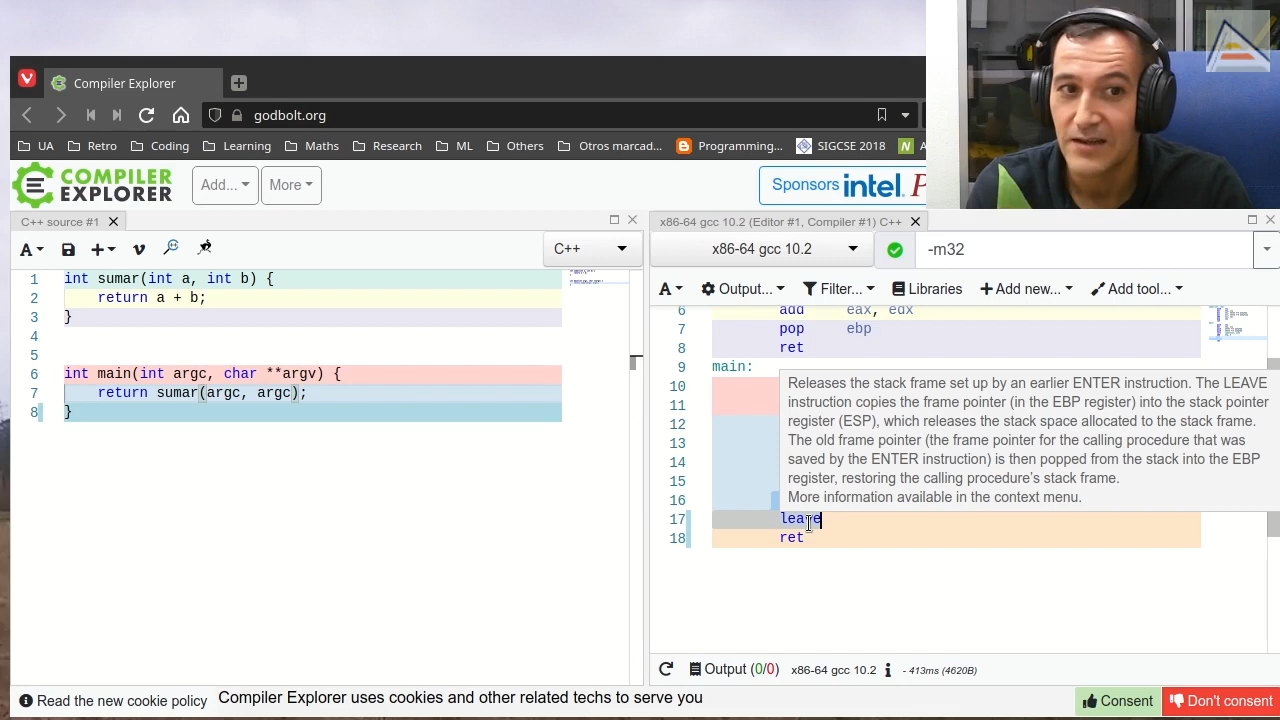 Compiler Explorer
godbolt.org
UA Retro Coding Learning Maths Research ML Others Otros marcad... Programming... SIGCSE 2018
COMPILER
EXPLORER
Add... More
Sponsors intel
C++ source #1
A C++
1 int sumar(int a, int b) {
2 return a + b;
3 }
4
5
6 int main(int argc, char **argv) {
7 return sumar(argc, argc);
8 }
x86-64 gcc 10.2 (Editor #1, Compiler #1) C++
x86-64 gcc 10.2 -m32
A Output... Filter... Libraries Add new... Add tool...
6 add eax, edx
7 pop ebp
8 ret
9 main:
10
11
12
13
14
15
16
17 leave
18 ret
Releases the stack frame set up by an earlier ENTER instruction. The LEAVE
instruction copies the frame pointer (in the EBP register) into the stack pointer
register (ESP), which releases the stack space allocated to the stack frame.
The old frame pointer (the frame pointer for the calling procedure that was
saved by the ENTER instruction) is then popped from the stack into the EBP
register, restoring the calling procedure's stack frame.
More information available in the context menu.
Output (0/0) x86-64 gcc 10.2 - 413ms (4620B)
Read the new cookie policy Compiler Explorer uses cookies and other related techs to serve you Consent Don't consent